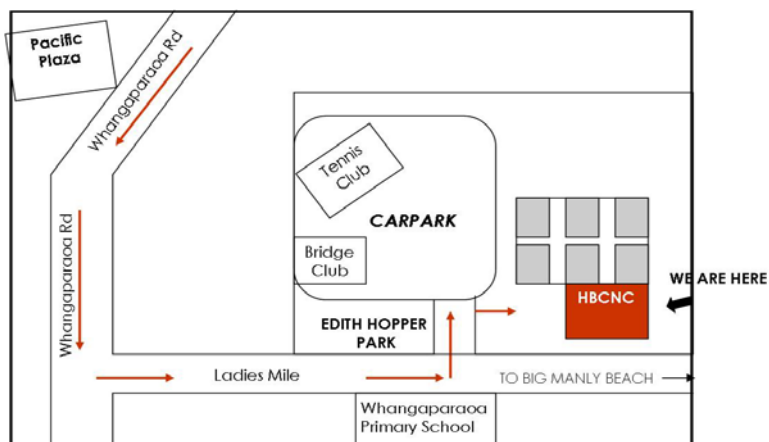 Pacific
Plaza
Whangaparaoa Rd
Whangaparaoa Rd
Tennis
Club
CARPARK
Bridge
Club
HBCNC
WE ARE HERE
EDITH HOPPER
PARK
Ladies Mile
TO BIG MANLY BEACH
Whangaparaoa
Primary School